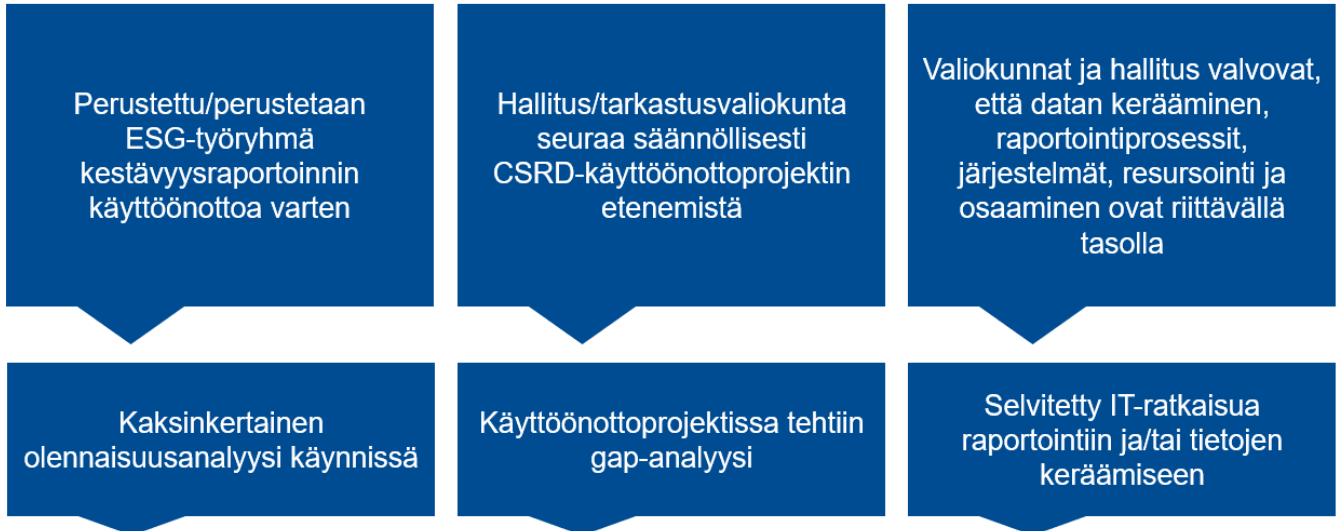 Perustettu/perustetaan
ESG-työryhmä
kestävyysraportoinnin
käyttöönottoa varten
Hallitus/tarkastusvaliokunta
seuraa säännöllisesti
CSRD-käyttöönottoprojektin
etenemistä
Valiokunnat ja hallitus valvovat,
että datan kerääminen,
raportointiprosessit,
järjestelmät, resursointi ja
osaaminen ovat riittävällä
tasolla
Kaksinkertainen
olennaisuusanalyysi käynnissä
Käyttöönottoprojektissa tehtiin
gap-analyysi
Selvitetty IT-ratkaisua
raportointiin ja/tai tietojen
keräämiseen